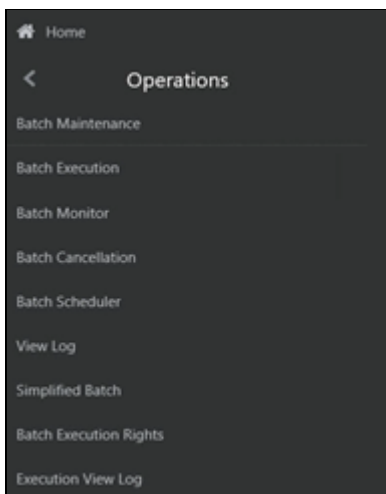 Home
Operations
Batch Maintenance
Batch Execution
Batch Monitor
Batch Cancellation
Batch Scheduler
View Log
Simplified Batch
Batch Execution Rights
Execution View Log